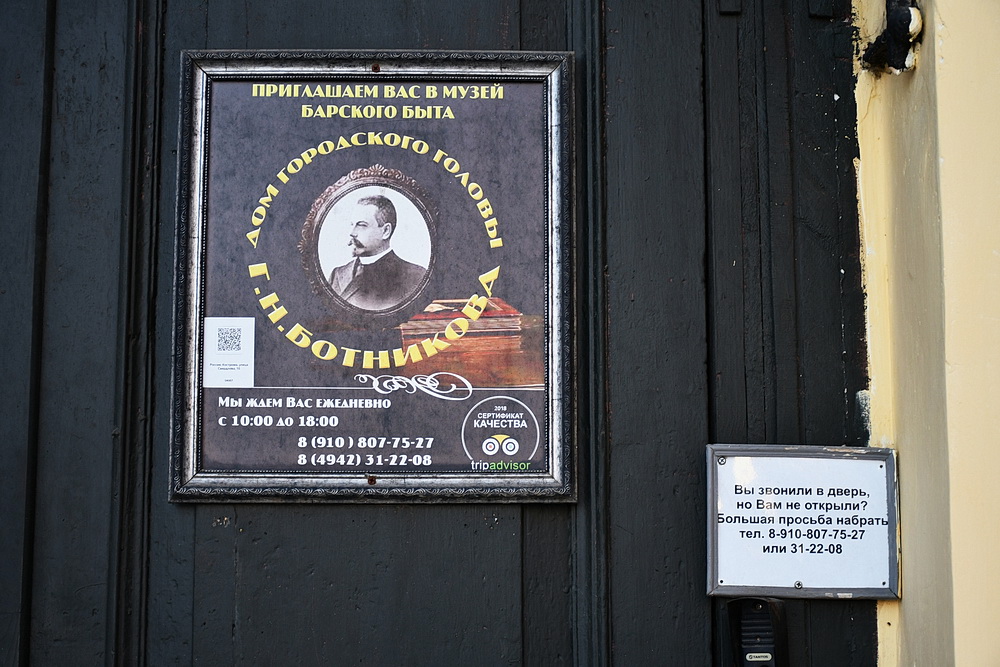 ПРИГЛАШАЕМ ВАС В МУЗЕЙ
БАРСКОГО БЫТА
ДОМ ГОРОДСКОГО ГОЛОВЫ
Г.Н.БОТНИКОВА
Мы ждем Вас ежедневно
с 10:00 до 18:00
8 (910 ) 807-75-27
8 (4942) 31-22-08
2018
СЕРТИФИКАТ
КАЧЕСТВА
tripadvisor
Вы звонили в дверь,
но Вам не открыли?
Большая просьба набрать
тел. 8-910-807-75-27
или 31-22-08